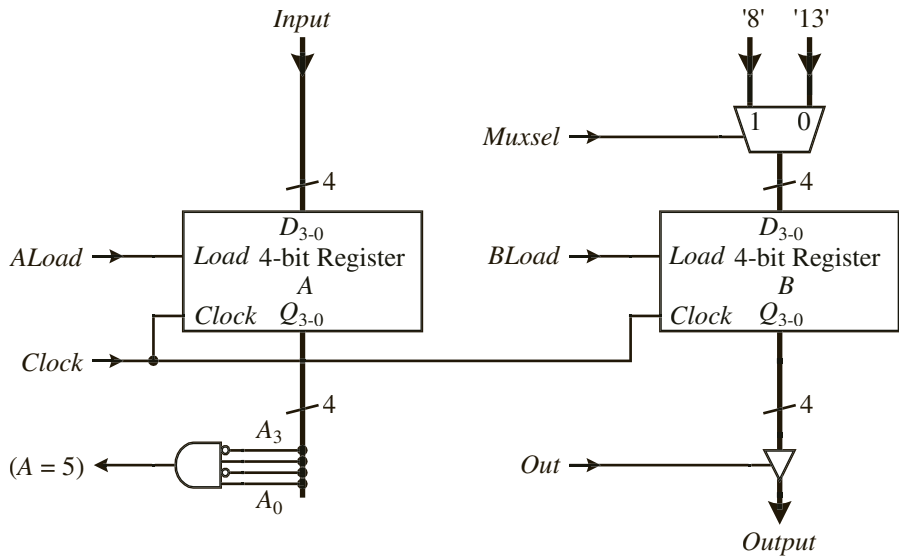 Input
'8' '13'
1 0
Muxsel
4
4
D3-0
D3-0
ALoad
Load 4-bit Register
BLoad
Load 4-bit Register
A
B
Clock Q3-0
Clock Q3-0
Clock
4
4
A3
(A = 5)
Out
A0
Output